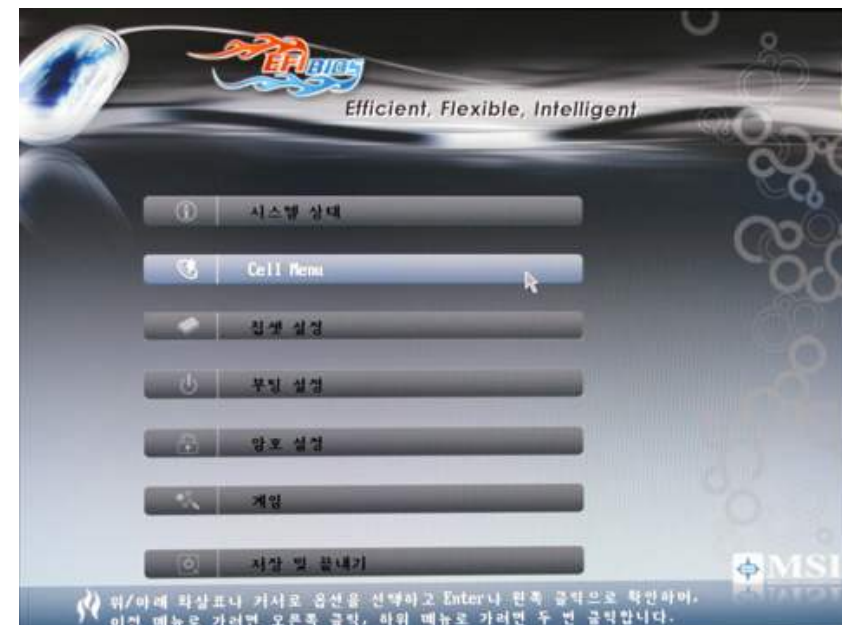 EFI BIOS
Efficient, Flexible, Intelligent
시스템 상태
Cell Menu
칩셋 설정
부팅 설정
암호 설정
게임
저장 및 끝내기
MSI
위/아래 화살표나 커서로 옵션을 선택하고 Enter나 왼쪽 클릭으로 확인하며,
이전 메뉴로 가려면 오른쪽 클릭, 하위 메뉴로 가려면 두 번 클릭합니다.